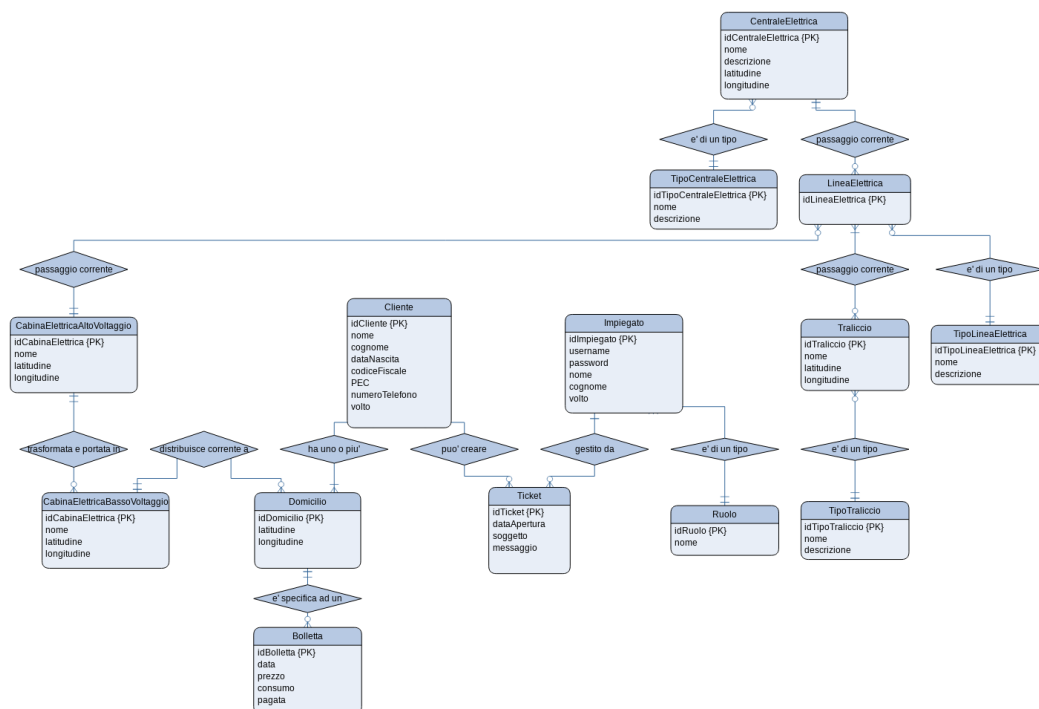 CentraleElettrica
idCentraleElettrica {PK}
nome
descrizione
latitudine
longitudine
e' di un tipo
passaggio corrente
TipoCentraleElettrica
idTipoCentraleElettrica {PK}
nome
descrizione
LineaElettrica
idLineaElettrica {PK}
passaggio corrente
passaggio corrente
e' di un tipo
CabinaElettricaAltoVoltaggio
idCabinaElettrica {PK}
nome
latitudine
longitudine
Cliente
idCliente {PK}
nome
cognome
dataNascita
codiceFiscale
PEC
numeroTelefono
volto
Impiegato
idImpiegato {PK}
username
password
nome
cognome
volto
Traliccio
idTraliccio {PK}
nome
latitudine
longitudine
TipoLineaElettrica
idTipoLineaElettrica {PK}
nome
descrizione
trasformata e portata in
distribuisce corrente a
ha uno o piu'
puo' creare
gestito da
e' di un tipo
e' di un tipo
CabinaElettricaBassoVoltaggio
idCabinaElettrica {PK}
nome
latitudine
longitudine
Domicilio
idDomicilio {PK}
latitudine
longitudine
Ticket
idTicket {PK}
dataApertura
soggetto
messaggio
Ruolo
idRuolo {PK}
nome
TipoTraliccio
idTipoTraliccio {PK}
nome
descrizione
e' specifica ad un
Bolletta
idBolletta {PK}
data
prezzo
consumo
pagata